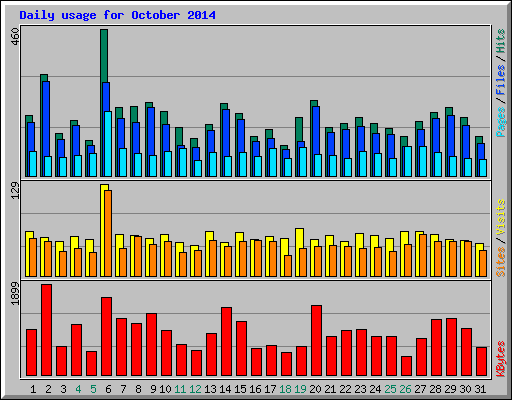 Daily usage for October 2014
460
Pages / Files / Hits
129
Sites / Visits
1899
KBytes
1 2 3 4 5 6 7 8 9 10 11 12 13 14 15 16 17 18 19 20 21 22 23 24 25 26 27 28 29 30 31